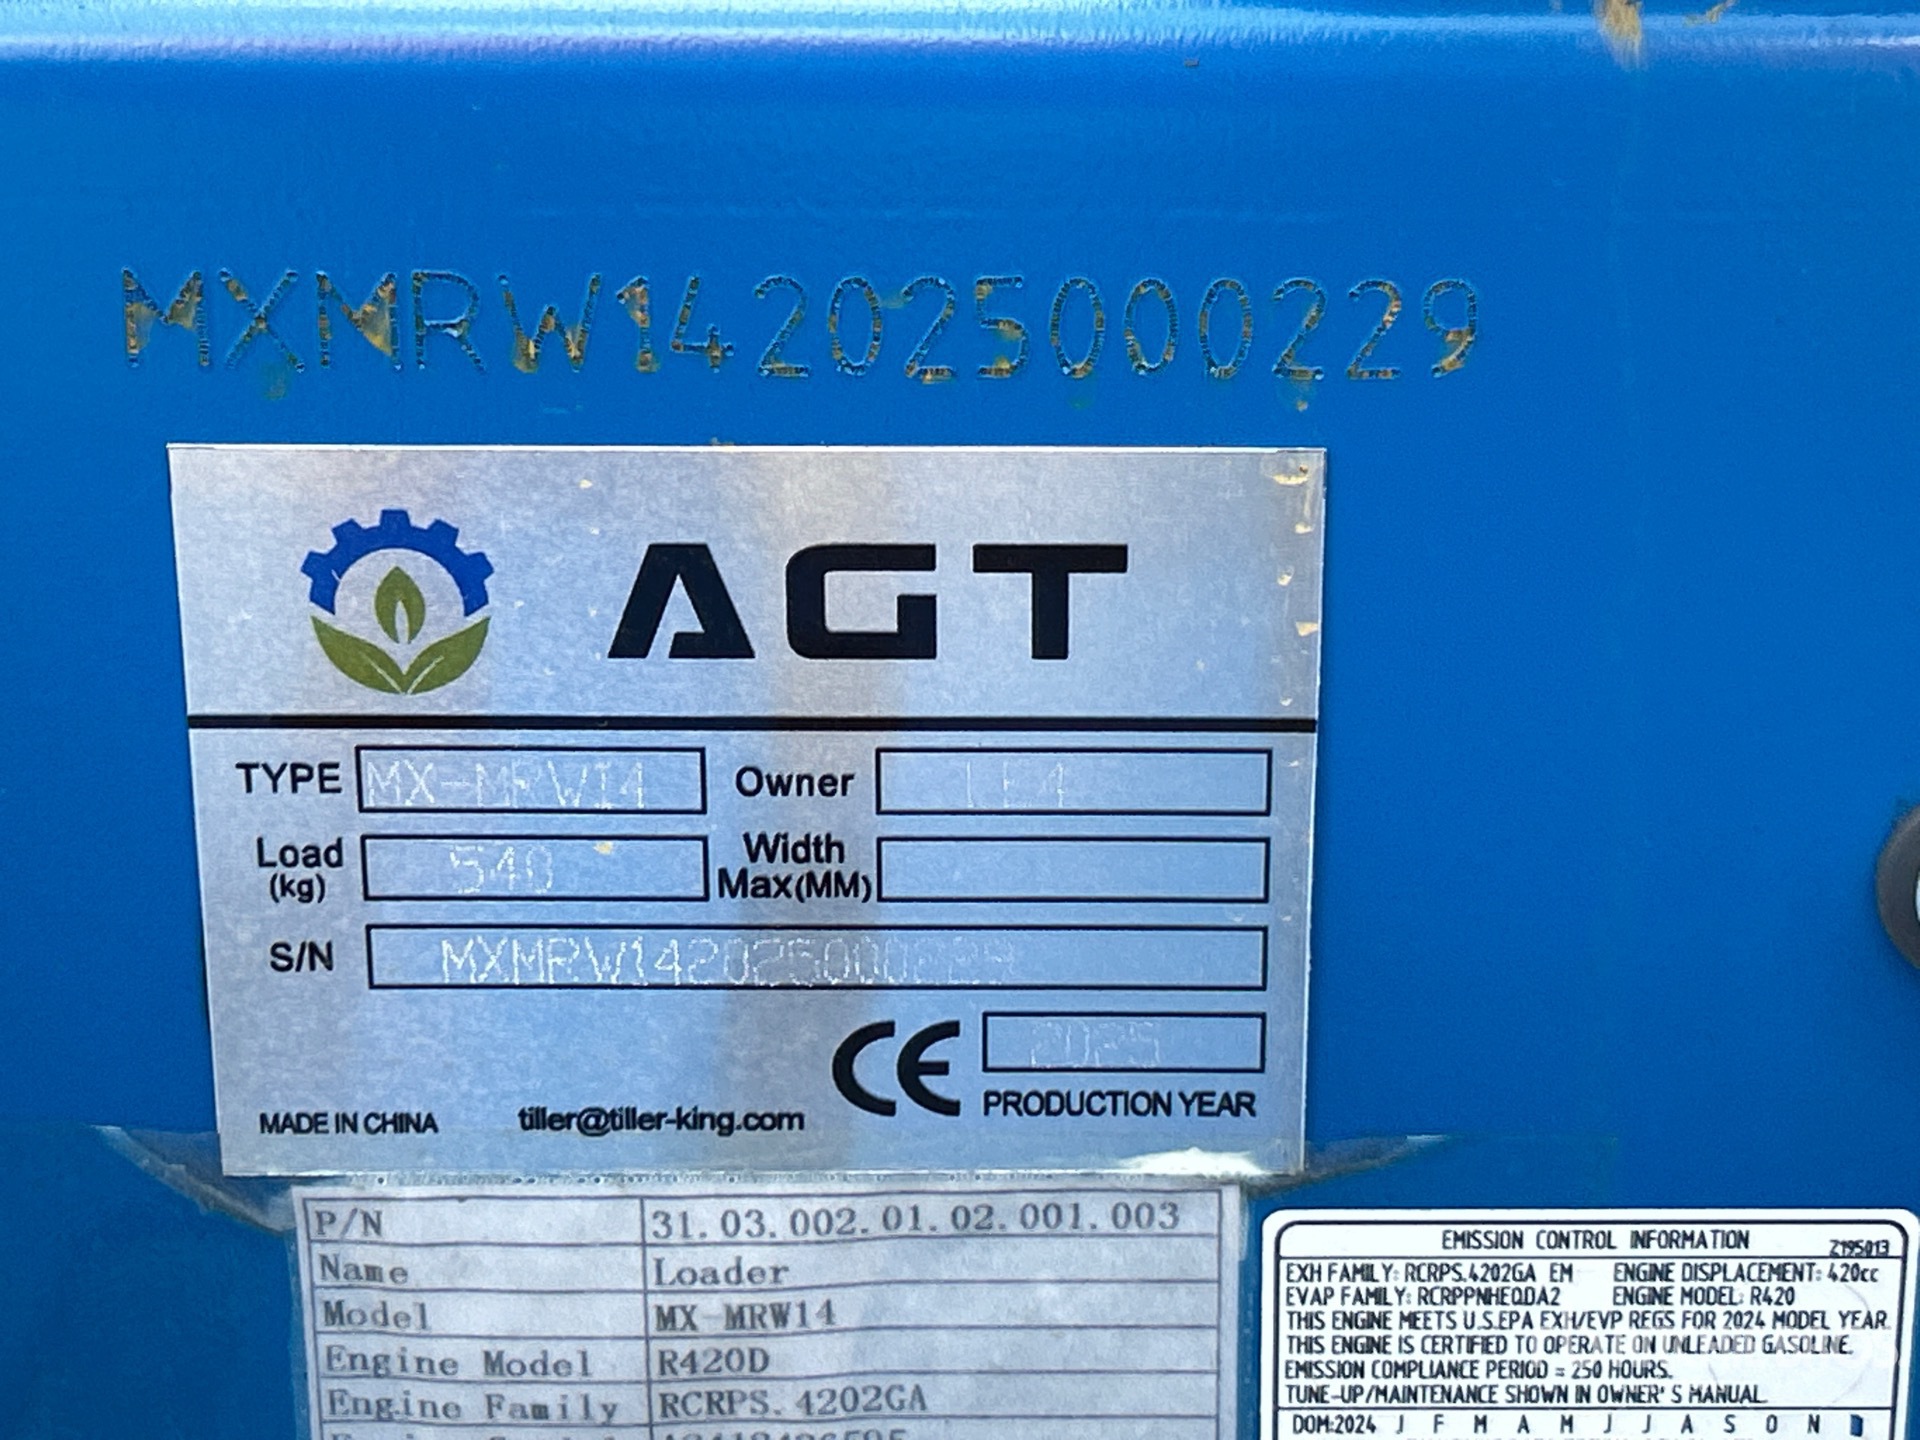 MXMRW142025000229
AGT
TYPE MX-MRW14 Owner
Load (kg) 540 Width Max(MM)
S/N MXMRW142025000229
CE 2025
PRODUCTION YEAR
MADE IN CHINA tiller@tiller-king.com
P/N 31.03.002.01.02.001.003
Name Loader
Model MX-MRW14
Engine Model R420D
Engine Family RCRPS.4202GA
EMISSION CONTROL INFORMATION Z195013
EXH FAMILY: RCRPS.4202GA EM ENGINE DISPLACEMENT: 420cc
EVAP FAMILY: RCRPPNHEQDA2 ENGINE MODEL: R420
THIS ENGINE MEETS U.S.EPA EXH/EVP REGS FOR 2024 MODEL YEAR.
THIS ENGINE IS CERTIFIED TO OPERATE ON UNLEADED GASOLINE.
EMISSION COMPLIANCE PERIOD = 250 HOURS.
TUNE-UP/MAINTENANCE SHOWN IN OWNER'S MANUAL.
DOM:2024 J F M A M J J A S O N